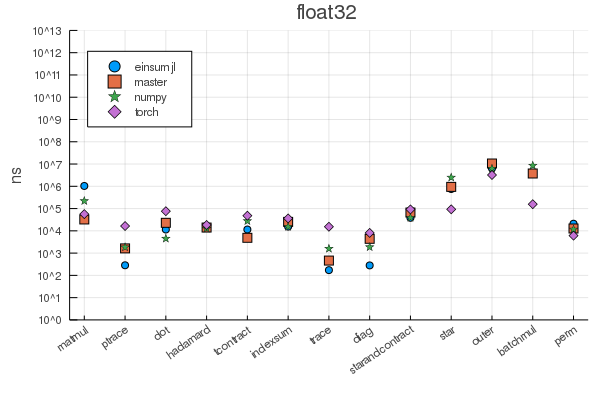 float32
10^13
10^12
10^11
10^10
10^9
10^8
10^7
10^6
10^5
10^4
10^3
10^2
10^1
10^0
ns
einsumjl
master
numpy
torch
matmul
ptrace
dot
hadamard
tcontract
indexsum
trace
diag
starandcontract
star
outer
batchmul
perm